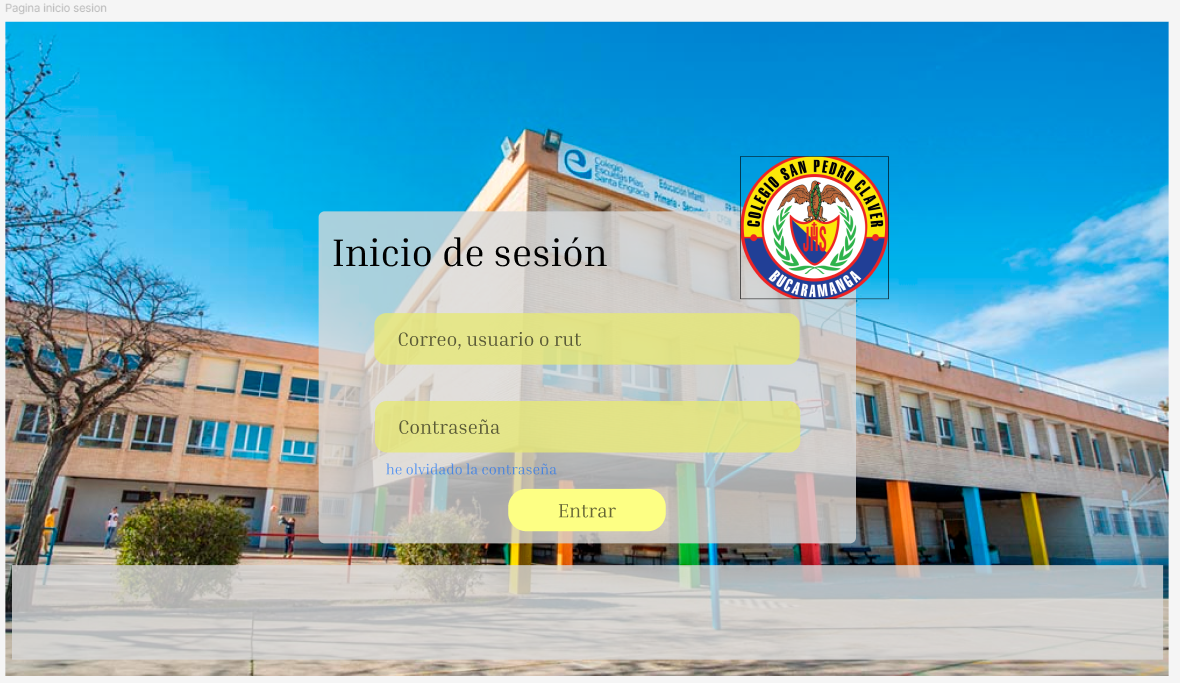 Pagina inicio sesion
Colegio
Escuelas Pías
Santa Engracia
Educación Infantil
Primaria - Secundaria
COLEGIO SAN PEDRO CLAVER
JHS
BUCARAMANGA
Inicio de sesión
Correo, usuario o rut
Contraseña
he olvidado la contraseña
Entrar